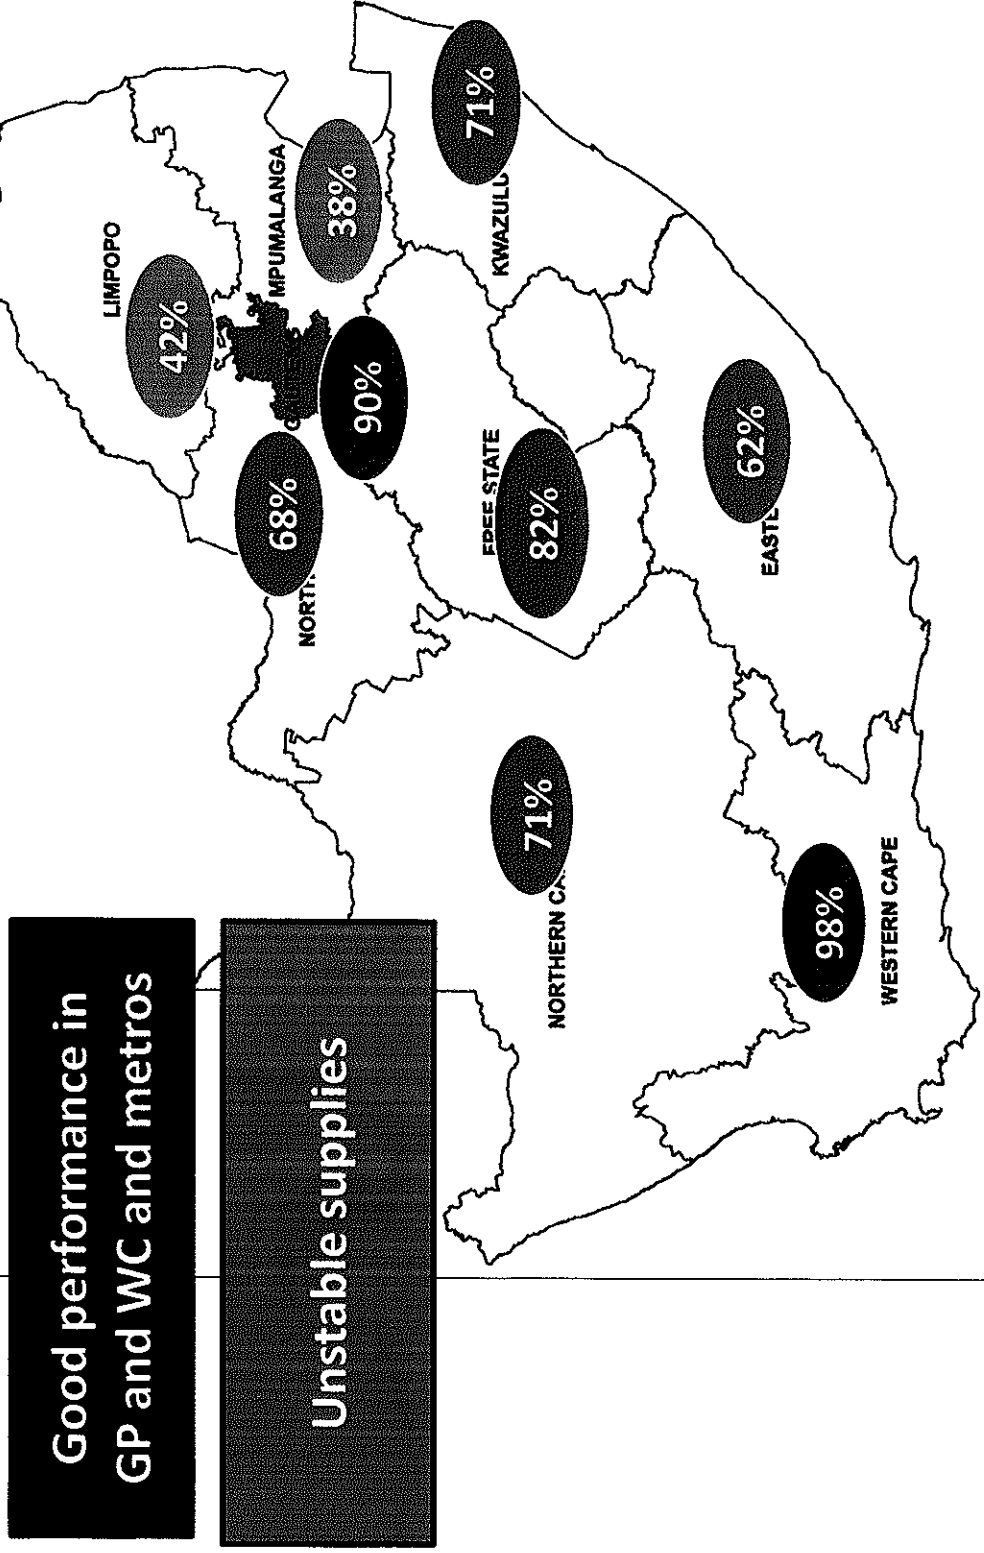 Good performance in
GP and WC and metros
Unstable supplies
LIMPOPO
42%
MPUMALANGA
38%
68%
NORTH
90%
FREE STATE
82%
71%
KWAZULU
71%
NORTHERN CA
62%
EASTE
98%
WESTERN CAPE